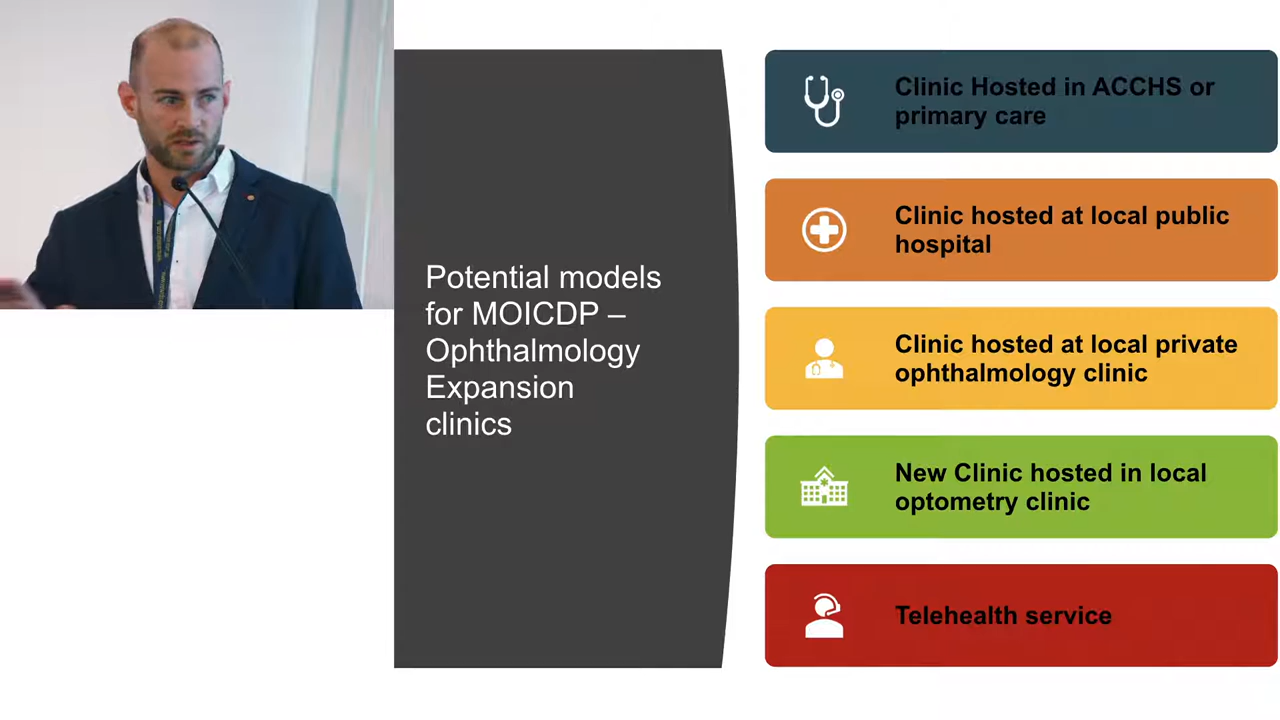 Potential models
for MOICDP –
Ophthalmology
Expansion
clinics
Clinic Hosted in ACCHS or
primary care
Clinic hosted at local public
hospital
Clinic hosted at local private
ophthalmology clinic
New Clinic hosted in local
optometry clinic
Telehealth service